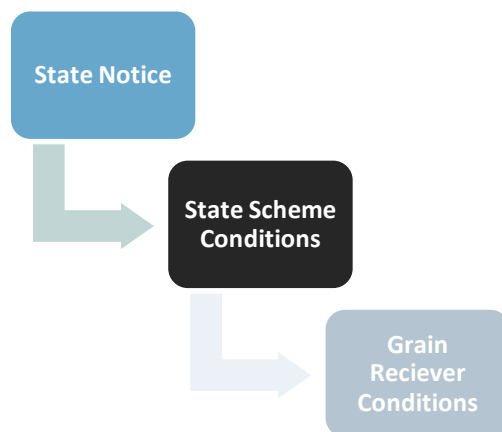 State Notice
State Scheme
Conditions
Grain
Reciever
Conditions